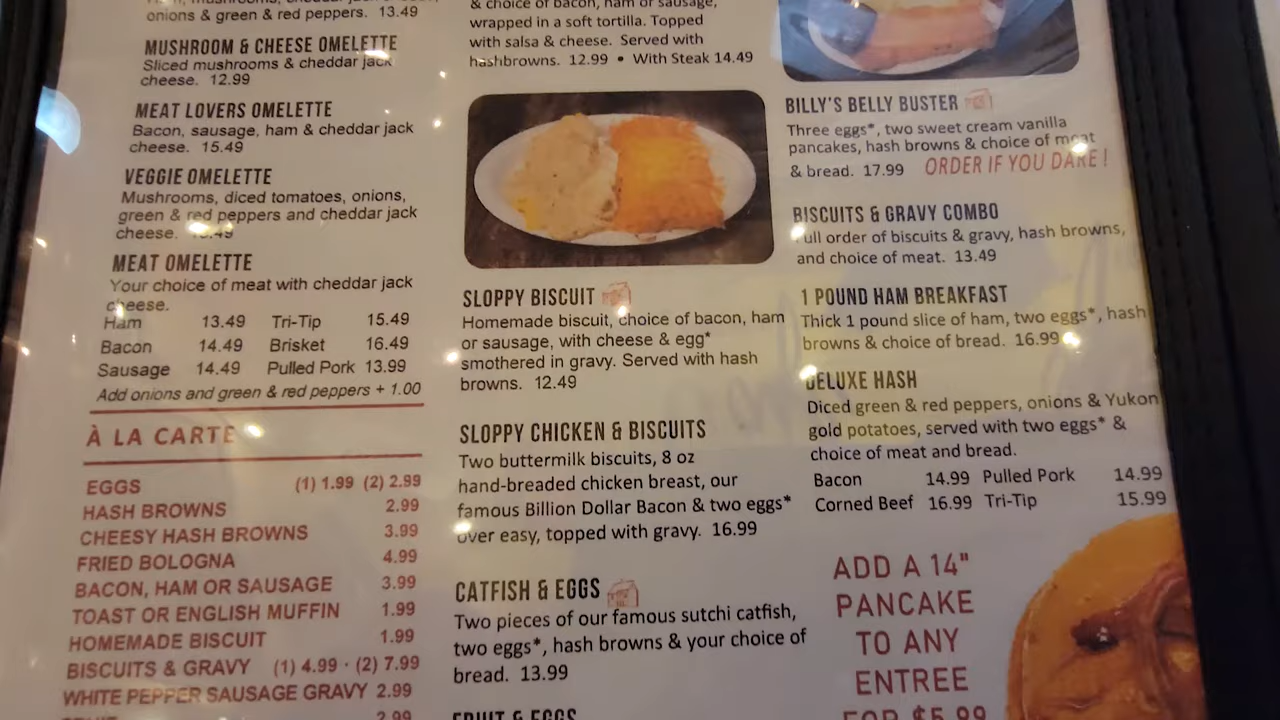 onions & green & red peppers. 13.49
MUSHROOM & CHEESE OMELETTE
Sliced mushrooms & cheddar jack
cheese. 12.99
MEAT LOVERS OMELETTE
Bacon, sausage, ham & cheddar jack
cheese. 15.49
VEGGIE OMELETTE
Mushrooms, diced tomatoes, onions,
green & red peppers and cheddar jack
cheese.
MEAT OMELETTE
Your choice of meat with cheddar jack
cheese.
Ham 13.49 Tri-Tip 15.49
Bacon 14.49 Brisket 16.49
Sausage 14.49 Pulled Pork 13.99
Add onions and green & red peppers + 1.00
À LA CARTE
EGGS (1) 1.99 (2) 2.99
HASH BROWNS 2.99
CHEESY HASH BROWNS 3.99
FRIED BOLOGNA 4.99
BACON, HAM OR SAUSAGE 3.99
TOAST OR ENGLISH MUFFIN 1.99
HOMEMADE BISCUIT 1.99
BISCUITS & GRAVY (1) 4.99 · (2) 7.99
WHITE PEPPER SAUSAGE GRAVY 2.99
2.99
& choice of bacon, ham or sausage,
wrapped in a soft tortilla. Topped
with salsa & cheese. Served with
hashbrowns. 12.99 • With Steak 14.49
SLOPPY BISCUIT
Homemade biscuit, choice of bacon, ham
or sausage, with cheese & egg*
smothered in gravy. Served with hash
browns. 12.49
SLOPPY CHICKEN & BISCUITS
Two buttermilk biscuits, 8 oz
hand-breaded chicken breast, our
famous Billion Dollar Bacon & two eggs*
over easy, topped with gravy. 16.99
CATFISH & EGGS
Two pieces of our famous sutchi catfish,
two eggs*, hash browns & your choice of
bread. 13.99
FRUIT & EGGS
BILLY'S BELLY BUSTER
Three eggs*, two sweet cream vanilla
pancakes, hash browns & choice of meat
& bread. 17.99 ORDER IF YOU DARE!
BISCUITS & GRAVY COMBO
Full order of biscuits & gravy, hash browns,
and choice of meat. 13.49
1 POUND HAM BREAKFAST
Thick 1 pound slice of ham, two eggs*, hash
browns & choice of bread. 16.99
DELUXE HASH
Diced green & red peppers, onions & Yukon
gold potatoes, served with two eggs* &
choice of meat and bread.
Bacon 14.99 Pulled Pork 14.99
Corned Beef 16.99 Tri-Tip 15.99
ADD A 14"
PANCAKE
TO ANY
ENTREE
FOR $5.99